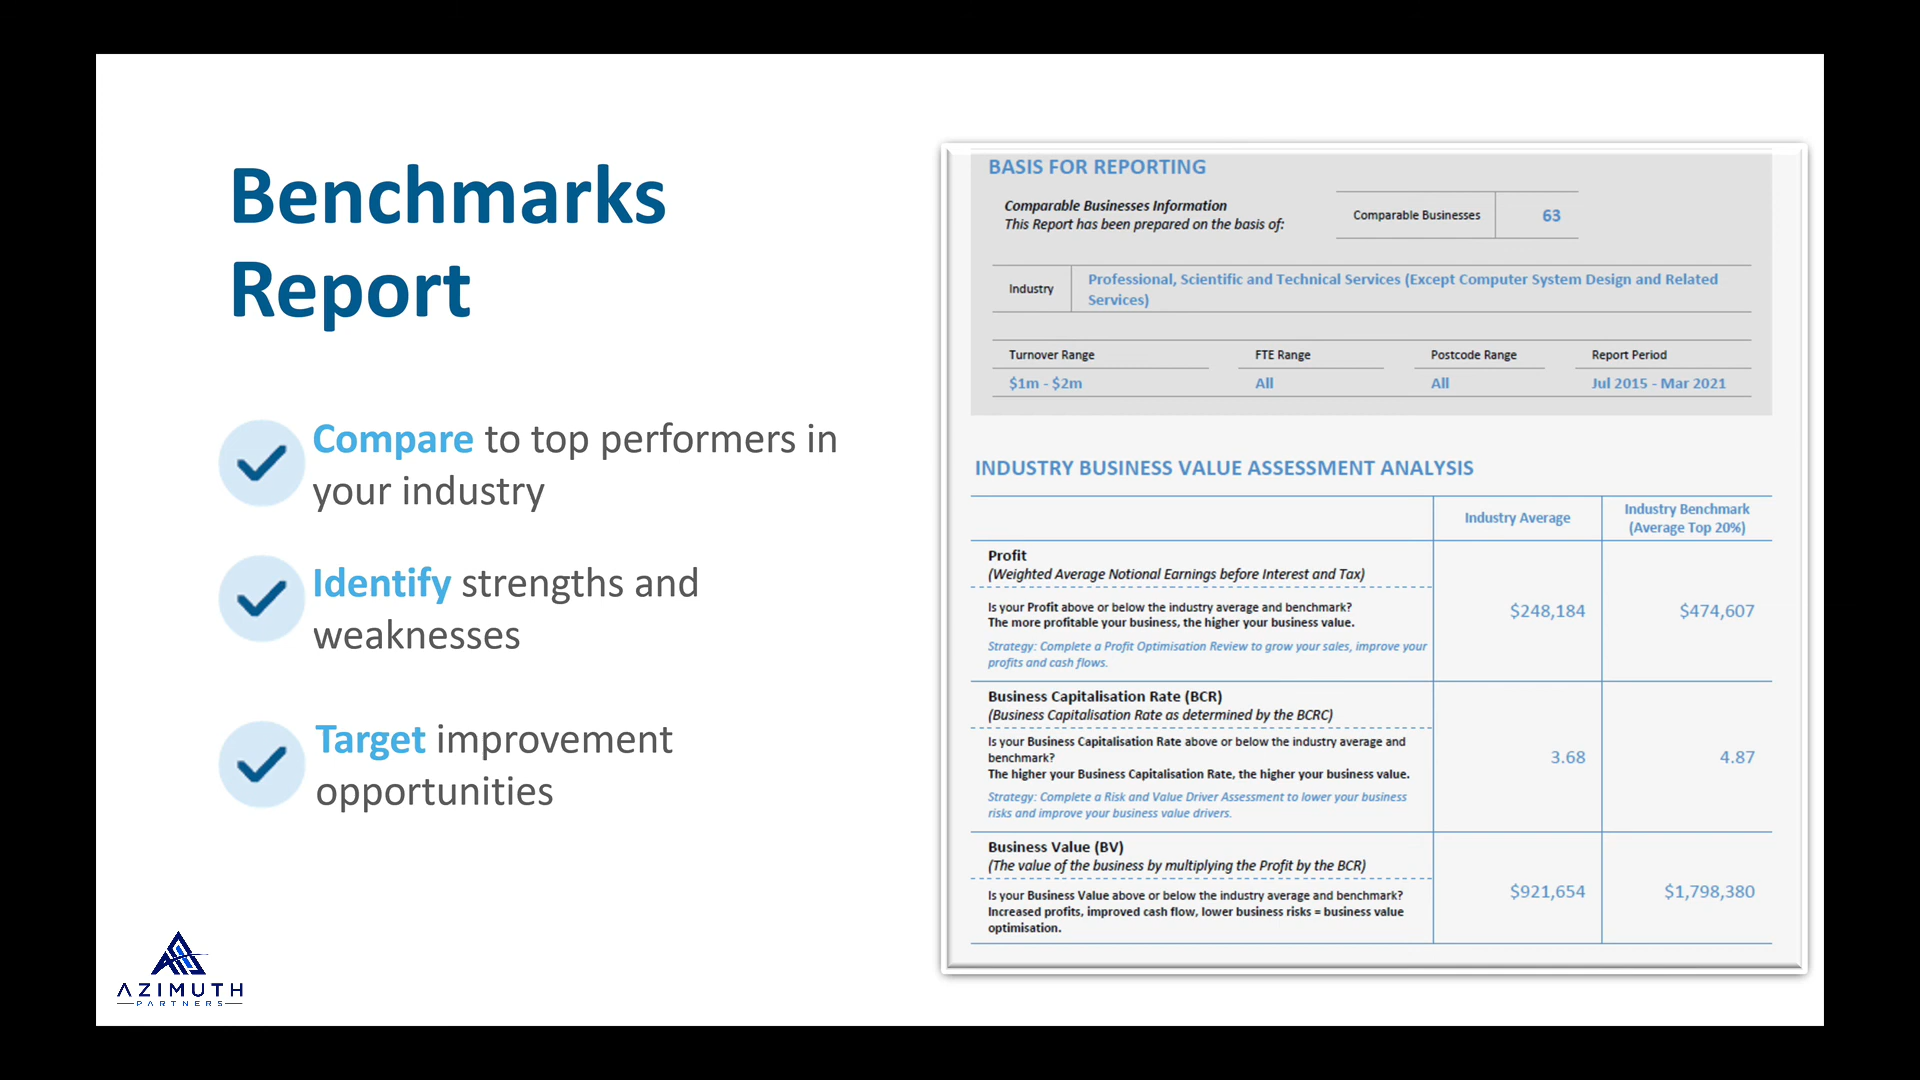 Benchmarks
Report
Compare to top performers in
your industry
Identify strengths and
weaknesses
Target improvement
opportunities
AZIMUTH
PARTNERS
BASIS FOR REPORTING
Comparable Businesses Information
This Report has been prepared on the basis of:
Comparable Businesses 63
Industry
Professional, Scientific and Technical Services (Except Computer System Design and Related
Services)
Turnover Range FTE Range Postcode Range Report Period
$1m - $2m All All Jul 2015 - Mar 2021
INDUSTRY BUSINESS VALUE ASSESSMENT ANALYSIS
Industry Average
Industry Benchmark
(Average Top 20%)
Profit
(Weighted Average Notional Earnings before Interest and Tax)
Is your Profit above or below the industry average and benchmark?
The more profitable your business, the higher your business value.
Strategy: Complete a Profit Optimisation Review to grow your sales, improve your
profits and cash flows.
$248,184 $474,607
Business Capitalisation Rate (BCR)
(Business Capitalisation Rate as determined by the BCRC)
Is your Business Capitalisation Rate above or below the industry average and
benchmark?
The higher your Business Capitalisation Rate, the higher your business value.
Strategy: Complete a Risk and Value Driver Assessment to lower your business
risks and improve your business value drivers.
3.68 4.87
Business Value (BV)
(The value of the business by multiplying the Profit by the BCR)
Is your Business Value above or below the industry average and benchmark?
Increased profits, improved cash flow, lower business risks = business value
optimisation.
$921,654 $1,798,380